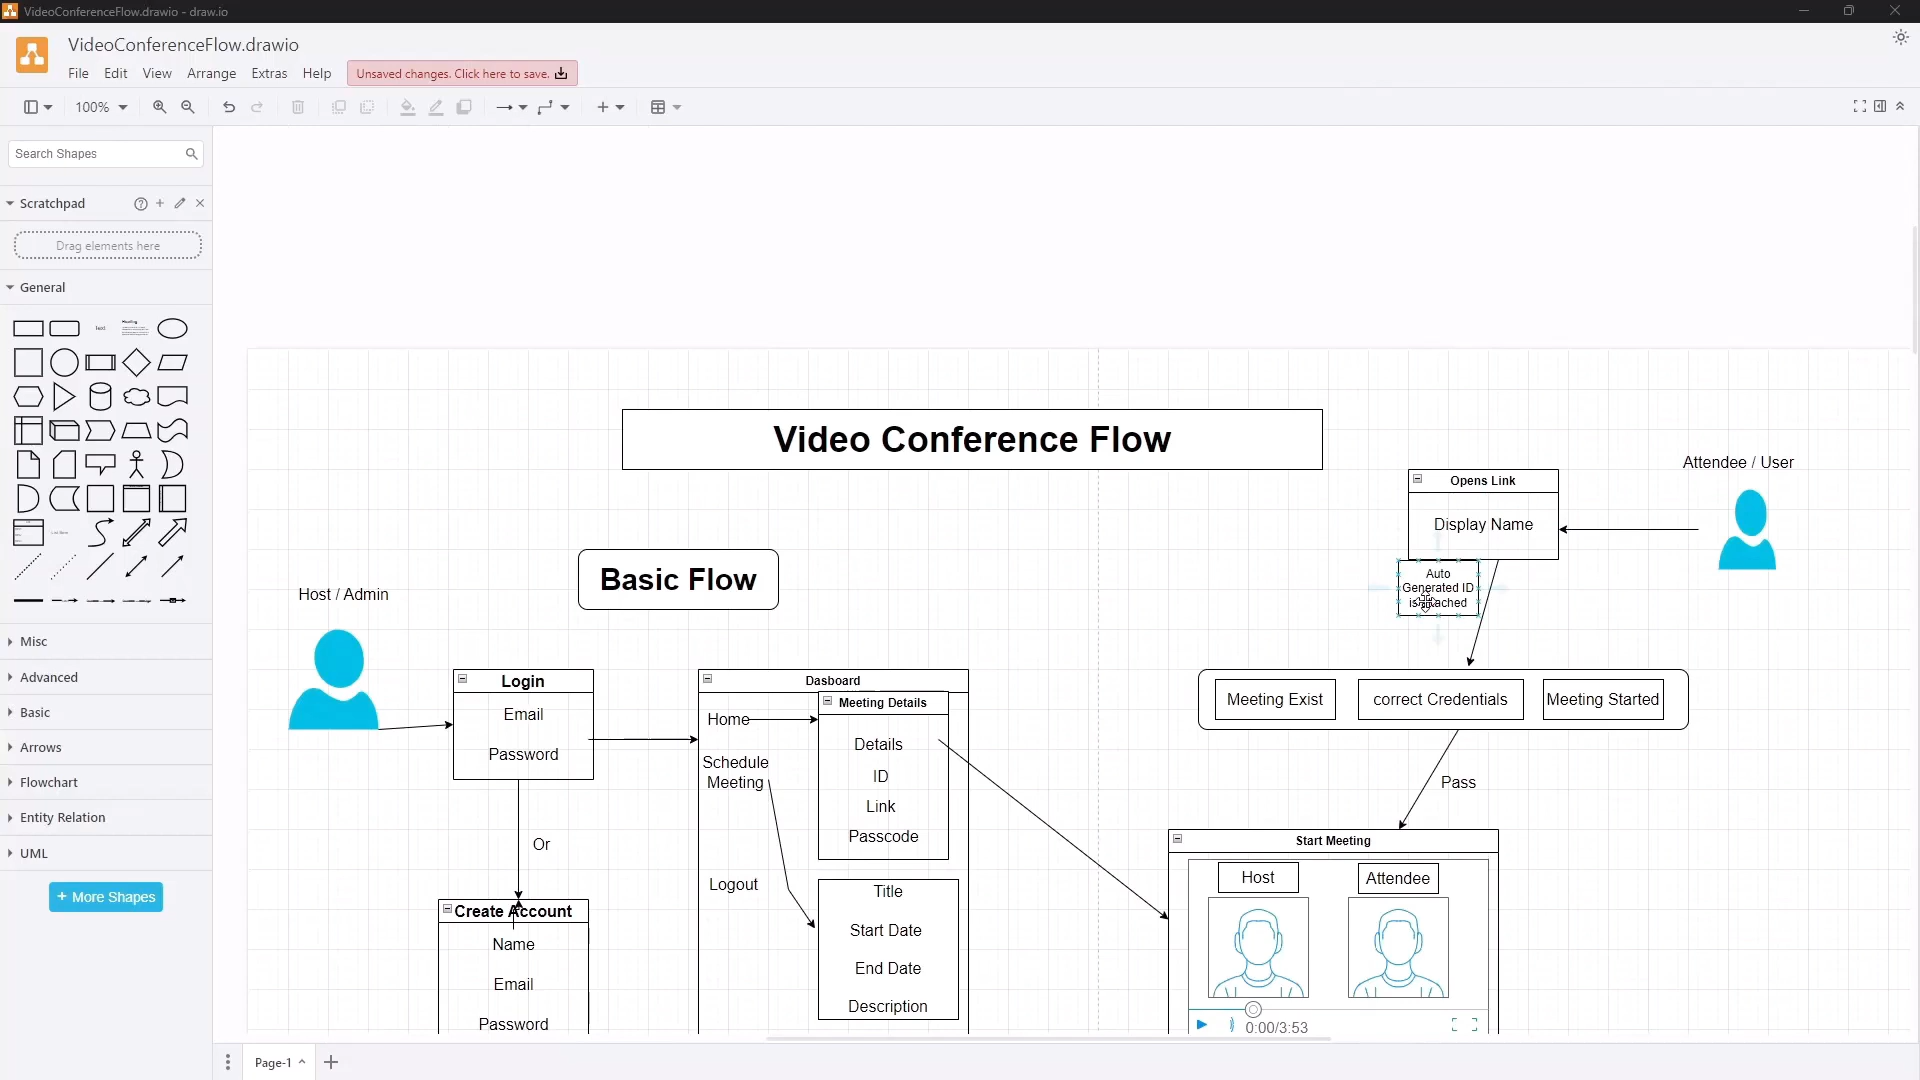 VideoConferenceFlow.drawio - draw.io
VideoConferenceFlow.drawio
File Edit View Arrange Extras Help
Unsaved changes. Click here to save.
100%
Search Shapes
Scratchpad
Drag elements here
General
Text
Heading
Misc
Advanced
Basic
Arrows
Flowchart
Entity Relation
UML
+ More Shapes
Video Conference Flow
Basic Flow
Host / Admin
Login
Email
Password
Or
Create Account
Name
Email
Password
Dasboard
Home
Schedule
Meeting
Logout
Meeting Details
Details
ID
Link
Passcode
Title
Start Date
End Date
Description
Opens Link
Display Name
Auto
Generated ID
Attendee / User
Meeting Exist
correct Credentials
Meeting Started
Pass
Start Meeting
Host
Attendee
0:00/3:53
Page-1